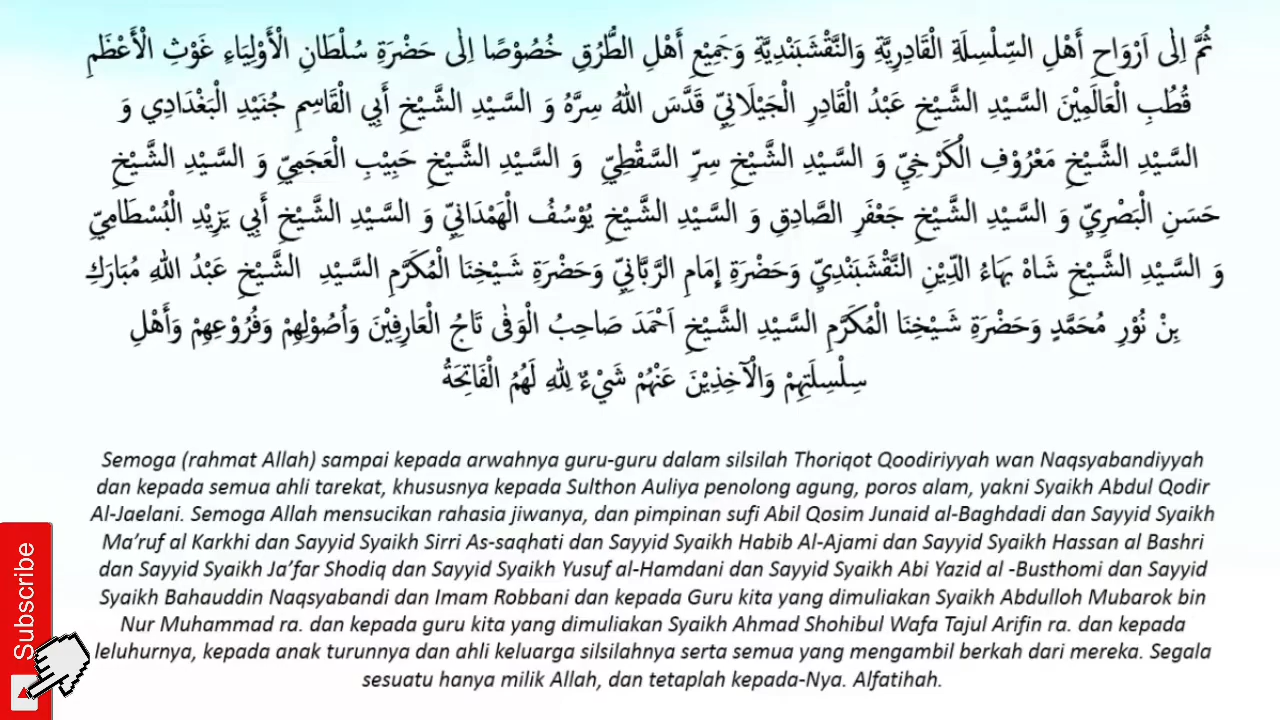 ثُمَّ اِلٰى اَرْوَاحِ أَهْلِ السِّلْسِلَةِ الْقَادِرِيَّةِ وَالنَّقْشَبَنْدِيَّةِ وَجَمِيْعِ أَهْلِ الطُّرُقِ خُصُوْصًا اِلٰى حَضْرَةِ سُلْطَانِ الْأَوْلِيَاءِ غَوْثِ الْأَعْظَمِ
قُطُبِ الْعَالَمِيْنَ السَّيِّدِ الشَّيْخِ عَبْدُ الْقَادِرِ الْجَيْلَانِيِّ قَدَّسَ اللهُ سِرَّهُ وَ السَّيِّدِ الشَّيْخِ أَبِي الْقَاسِمِ جُنَيْدِ الْبَغْدَادِي وَ
السَّيِّدِ الشَّيْخِ مَعْرُوْفِ الْكَرْخِيِّ وَ السَّيِّدِ الشَّيْخِ سِرِّ السَّقْطِيِّ وَ السَّيِّدِ الشَّيْخِ حَبِيْبِ الْعَجَمِيِّ وَ السَّيِّدِ الشَّيْخِ
حَسَنِ الْبَصْرِيِّ وَ السَّيِّدِ الشَّيْخِ جَعْفَرِ الصَّادِقِ وَ السَّيِّدِ الشَّيْخِ يُوْسُفُ الْهَمْدَانِيِّ وَ السَّيِّدِ الشَّيْخِ أَبِي يَزِيْدِ الْبُسْطَامِيِّ
وَ السَّيِّدِ الشَّيْخِ شَاهْ بَهَاءُ الدِّيْنِ النَّقْشَبَنْدِيِّ وَحَضْرَةِ إِمَامِ الرَّبَّانِيِّ وَحَضْرَةِ شَيْخِنَا الْمُكَرَّمِ السَّيِّدِ الشَّيْخِ عَبْدُ اللهِ مُبَارَكِ
بِنْ نُوْرِ مُحَمَّدٍ وَحَضْرَةِ شَيْخِنَا الْمُكَرَّمِ السَّيِّدِ الشَّيْخِ اَحْمَدَ صَاحِبُ الْوَفٰى تَاجُ الْعَارِفِيْنَ وَاُصُوْلِهِمْ وَفُرُوْعِهِمْ وَأَهْلِ
سِلْسِلَتِهِمْ وَالْآخِذِيْنَ عَنْهُمْ شَيْءٌ لِلّٰهِ لَهُمُ الْفَاتِحَةُ
Semoga (rahmat Allah) sampai kepada arwahnya guru-guru dalam silsilah Thoriqot Qoodiriyyah wan Naqsyabandiyyah
dan kepada semua ahli tarekat, khususnya kepada Sulthon Auliya penolong agung, poros alam, yakni Syaikh Abdul Qodir
Al-Jaelani. Semoga Allah mensucikan rahasia jiwanya, dan pimpinan sufi Abil Qosim Junaid al-Baghdadi dan Sayyid Syaikh
Ma'ruf al Karkhi dan Sayyid Syaikh Sirri As-saqhati dan Sayyid Syaikh Habib Al-Ajami dan Sayyid Syaikh Hassan al Bashri
dan Sayyid Syaikh Ja'far Shodiq dan Sayyid Syaikh Yusuf al-Hamdani dan Sayyid Syaikh Abi Yazid al -Busthomi dan Sayyid
Syaikh Bahauddin Naqsyabandi dan Imam Robbani dan kepada Guru kita yang dimuliakan Syaikh Abdulloh Mubarok bin
Nur Muhammad ra. dan kepada guru kita yang dimuliakan Syaikh Ahmad Shohibul Wafa Tajul Arifin ra. dan kepada
leluhurnya, kepada anak turunnya dan ahli keluarga silsilahnya serta semua yang mengambil berkah dari mereka. Segala
sesuatu hanya milik Allah, dan tetaplah kepada-Nya. Alfatihah.
Subscribe